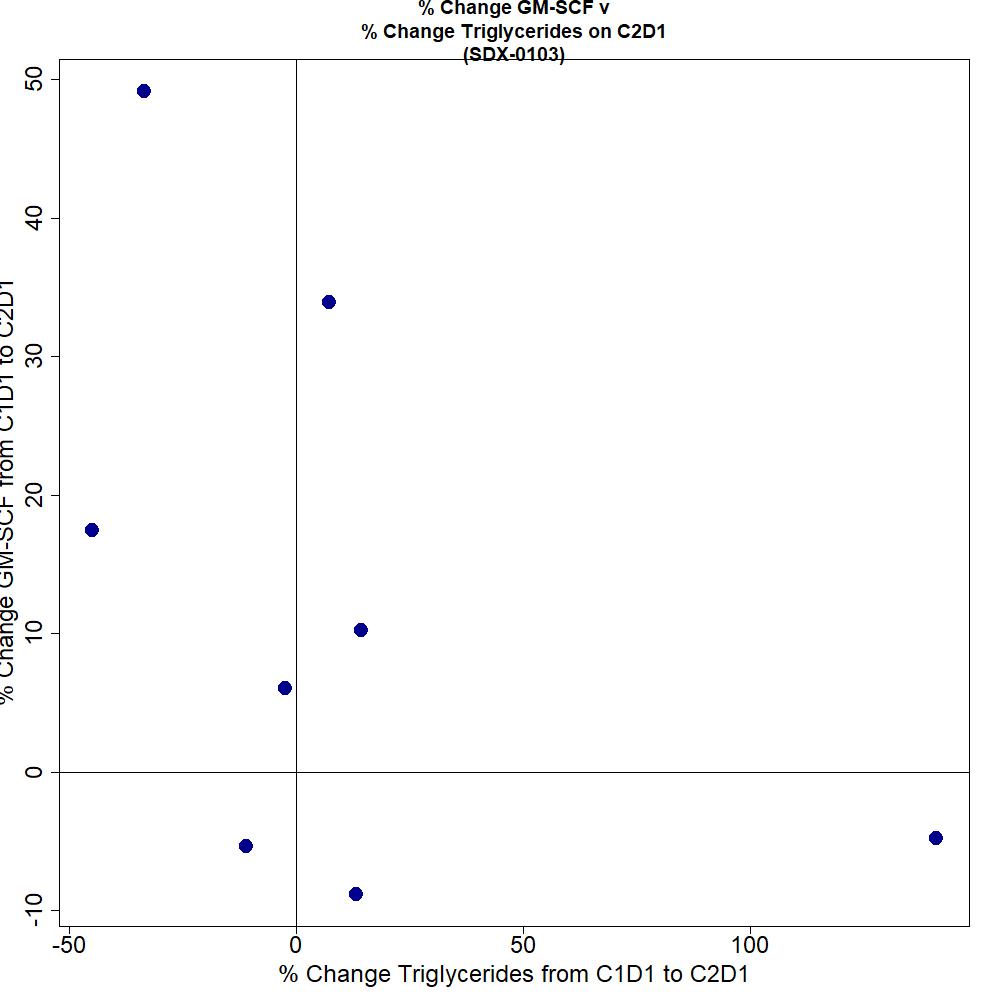 % Change GM-SCF v
% Change Triglycerides on C2D1
(SDX-0103)
50
40
30
20
10
0
-10
% Change GM-SCF from C1D1 to C2D1
-50
0
50
100
% Change Triglycerides from C1D1 to C2D1